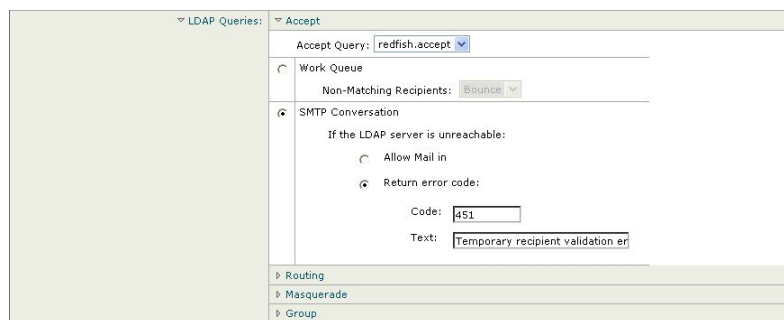 LDAP Queries:
Accept
Accept Query: redfish.accept
Work Queue
Non-Matching Recipients: Bounce
SMTP Conversation
If the LDAP server is unreachable:
Allow Mail in
Return error code:
Code: 451
Text: Temporary recipient validation er
Routing
Masquerade
Group